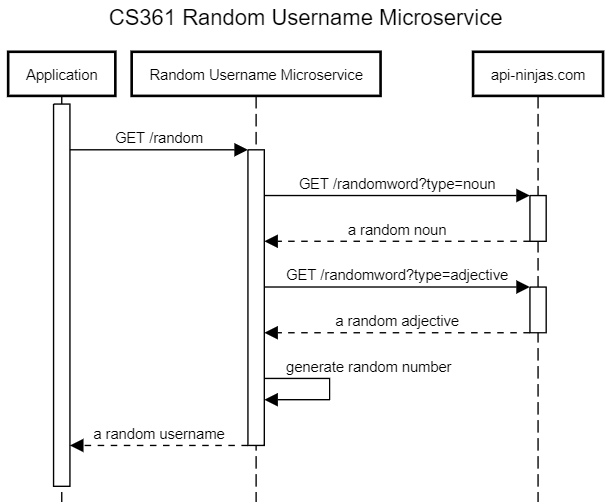 CS361 Random Username Microservice
Application
Random Username Microservice
api-ninjas.com
GET /random
GET /randomword?type=noun
a random noun
GET /randomword?type=adjective
a random adjective
generate random number
a random username